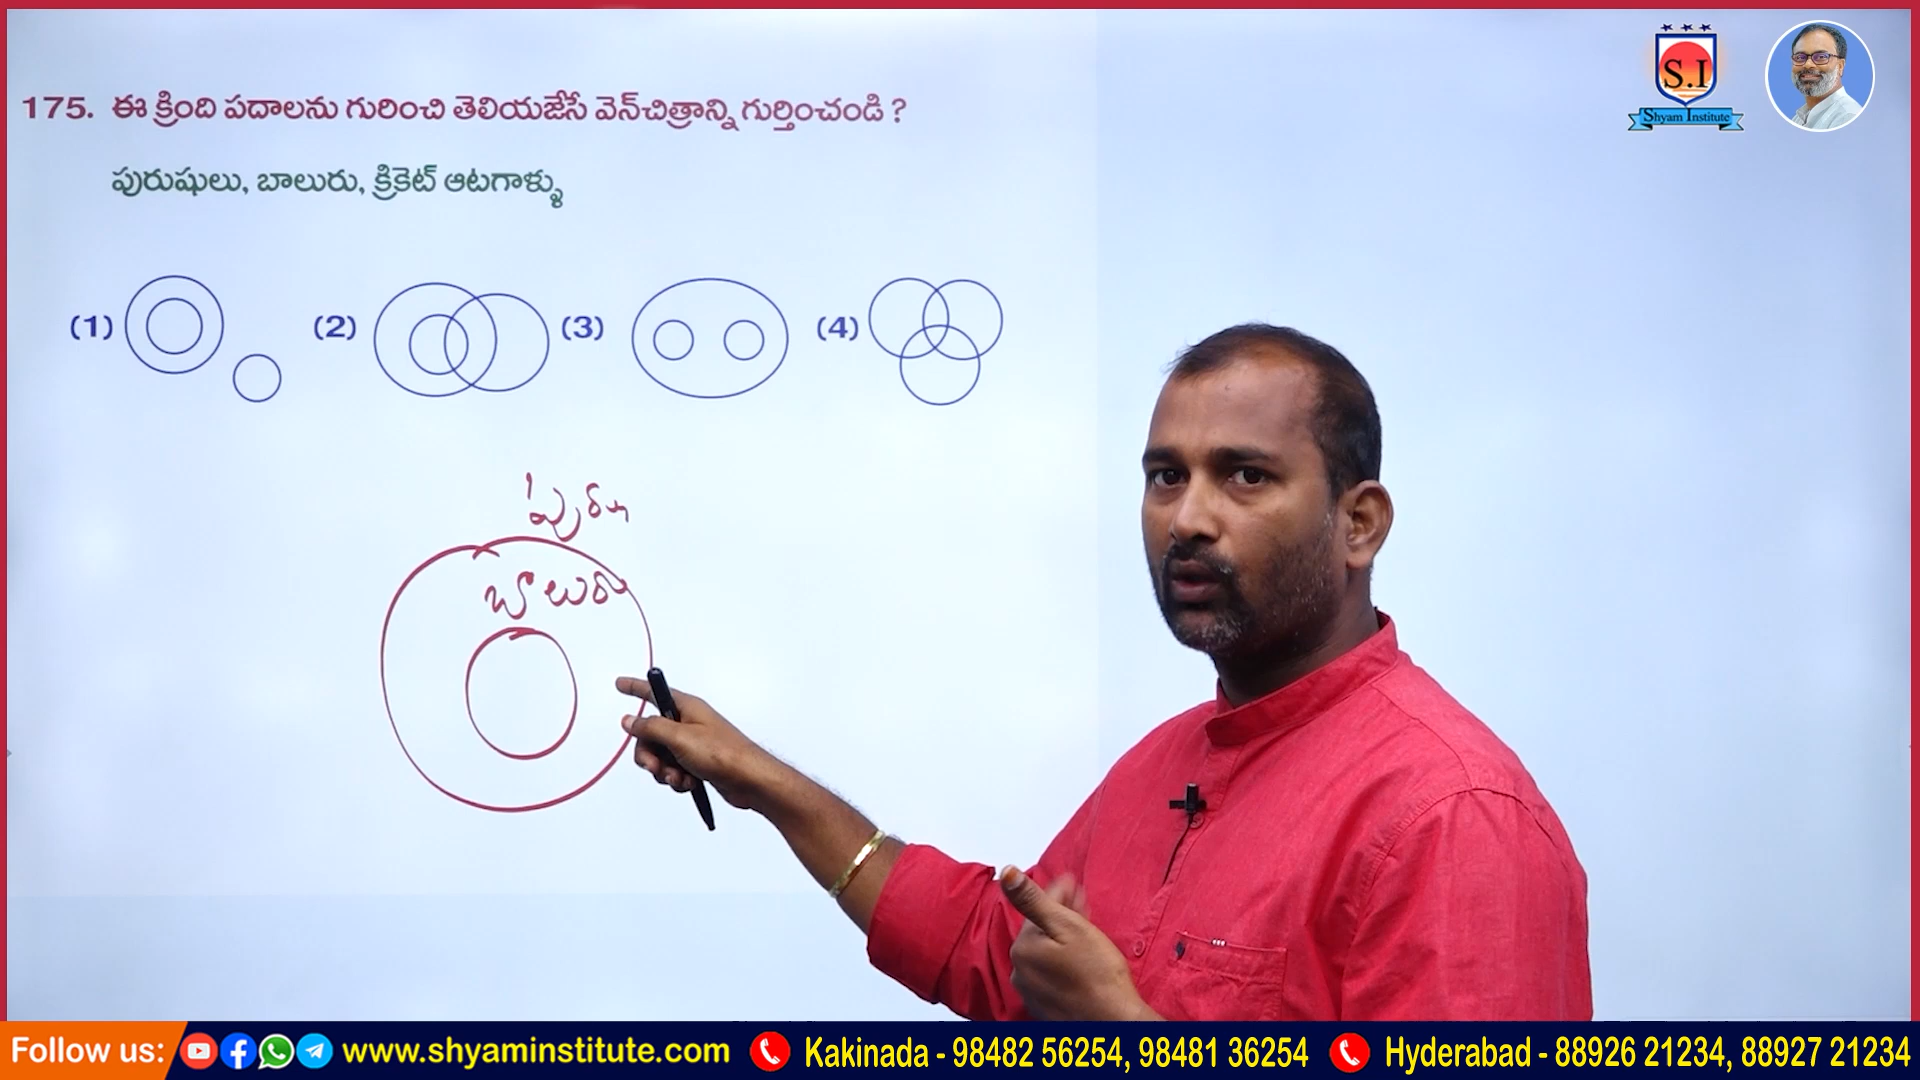 175. ఈ క్రింది పదాలను గురించి తెలియజేసే వెన్‌చిత్రాన్ని గుర్తించండి ?
పురుషులు, బాలురు, క్రికెట్ ఆటగాళ్ళు
(1) (2) (3) (4)
పురు
బాలురు
S.I
Shyam Institute
Follow us: www.shyaminstitute.com Kakinada - 98482 56254, 98481 36254 Hyderabad - 88926 21234, 88927 21234